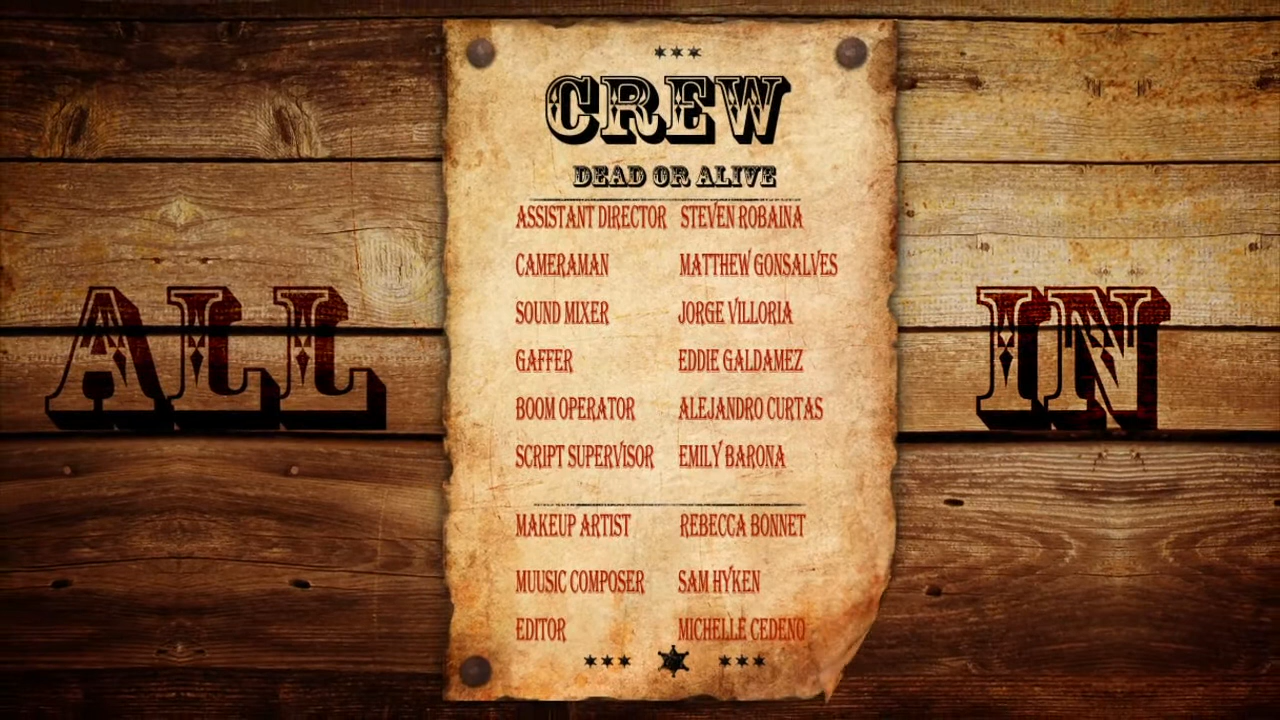 CREW
DEAD OR ALIVE
ASSISTANT DIRECTOR STEVEN ROBAINA
CAMERAMAN MATTHEW GONSALVES
SOUND MIXER JORGE VILLORIA
GAFFER EDDIE GALDAMEZ
BOOM OPERATOR ALEJANDRO CURTAS
SCRIPT SUPERVISOR EMILY BARONA
MAKEUP ARTIST REBECCA BONNET
MUUSIC COMPOSER SAM HYKEN
EDITOR MICHELLE CEDENO
ALL IN